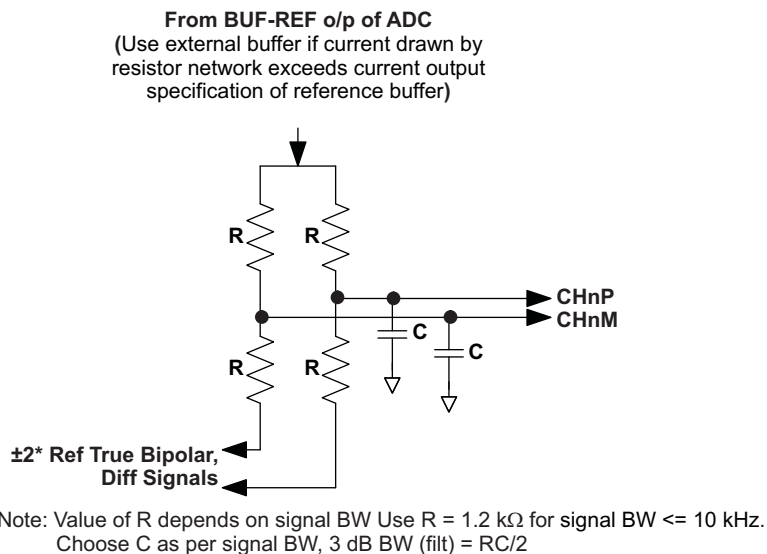 From BUF-REF o/p of ADC
(Use external buffer if current drawn by
resistor network exceeds current output
specification of reference buffer)
R
R
CHnP
CHnM
C
C
R
R
±2* Ref True Bipolar,
Diff Signals
Note: Value of R depends on signal BW Use R = 1.2 kΩ for signal BW <= 10 kHz.
Choose C as per signal BW, 3 dB BW (filt) = RC/2